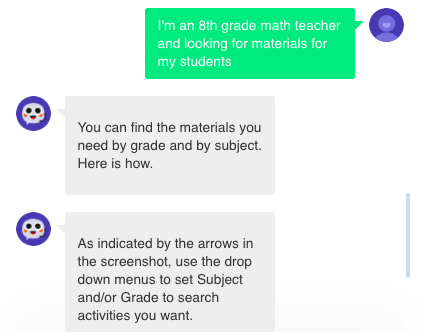 I'm an 8th grade math teacher
and looking for materials for
my students
You can find the materials you
need by grade and by subject.
Here is how.
As indicated by the arrows in
the screenshot, use the drop
down menus to set Subject
and/or Grade to search
activities you want.